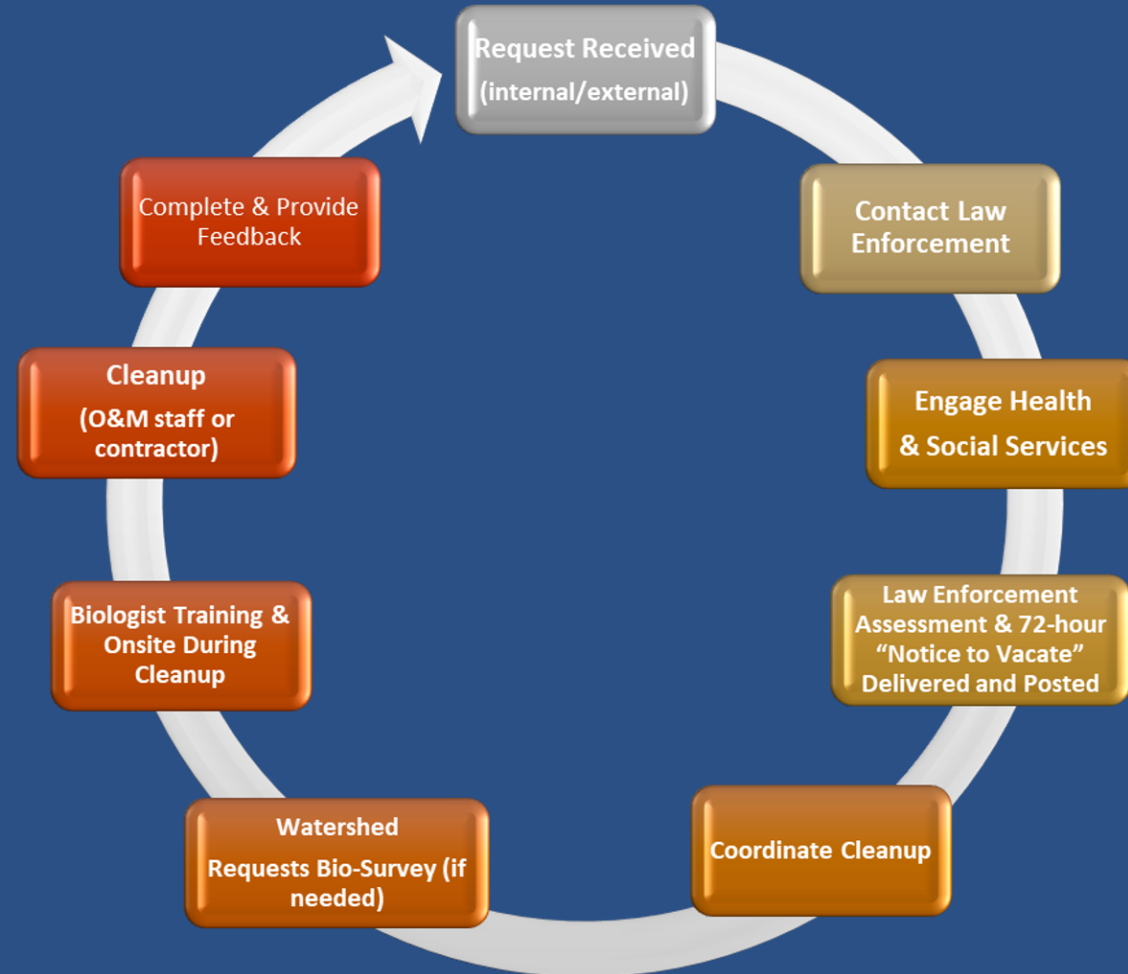 Request Received
(internal/external)
Contact Law
Enforcement
Engage Health
& Social Services
Law Enforcement
Assessment & 72-hour
“Notice to Vacate”
Delivered and Posted
Coordinate Cleanup
Watershed
Requests Bio-Survey (if
needed)
Biologist Training &
Onsite During
Cleanup
Cleanup
(O&M staff or
contractor)
Complete & Provide
Feedback